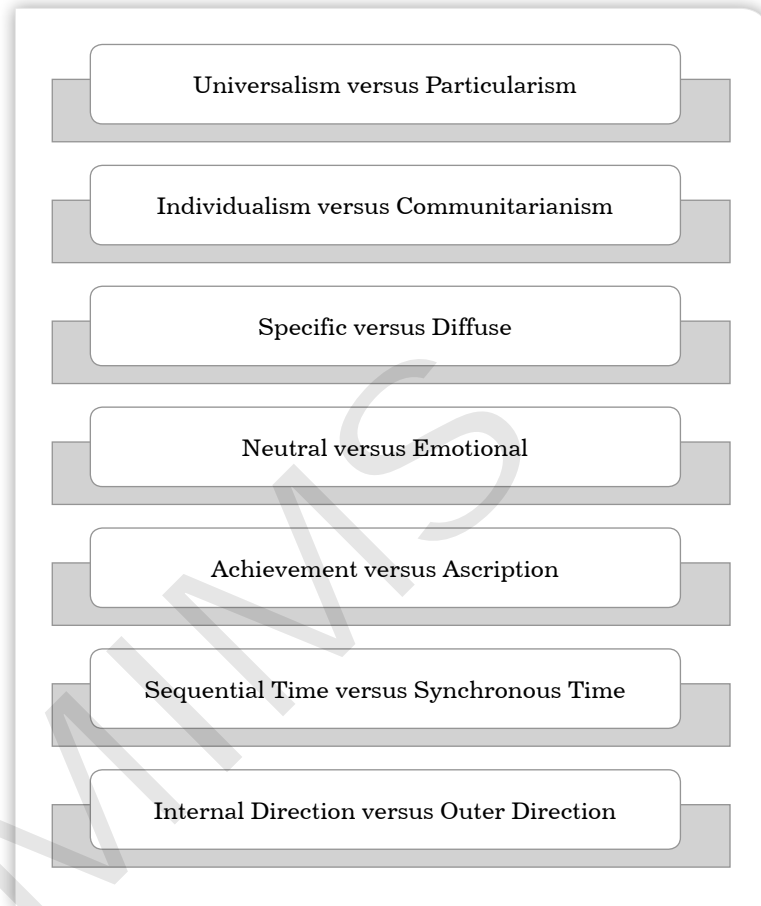 Universalism versus Particularism
Individualism versus Communitarianism
Specific versus Diffuse
Neutral versus Emotional
Achievement versus Ascription
Sequential Time versus Synchronous Time
Internal Direction versus Outer Direction
MIMS